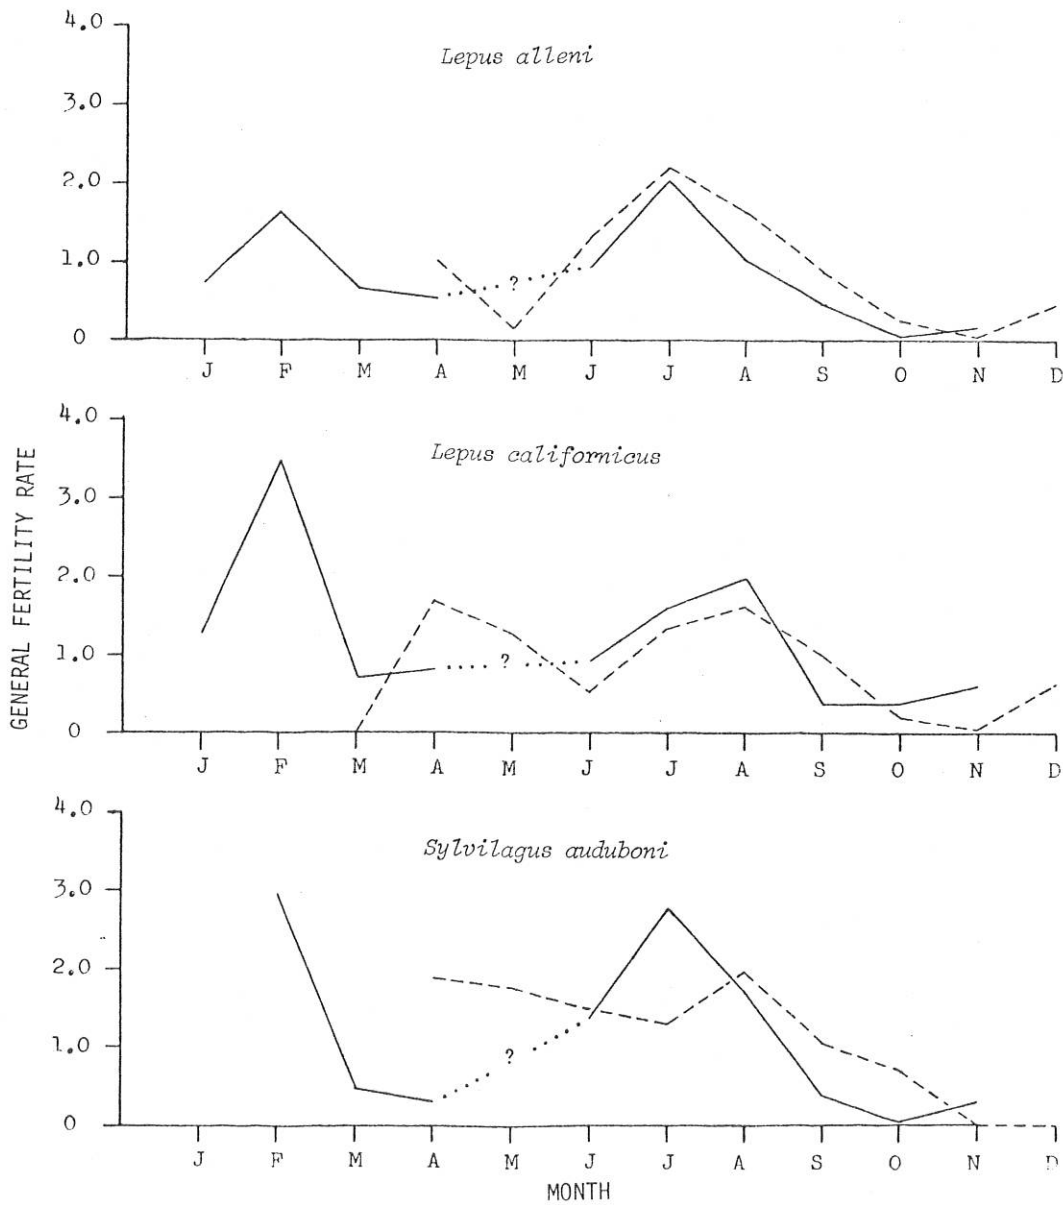 4.0
Lepus alleni
3.0
2.0
1.0
?
0
J F M A M J J A S O N D
GENERAL FERTILITY RATE
4.0
Lepus californicus
3.0
2.0
1.0
?
0
J F M A M J J A S O N D
4.0
Sylvilagus auduboni
3.0
2.0
1.0
?
0
J F M A M J J A S O N D
MONTH